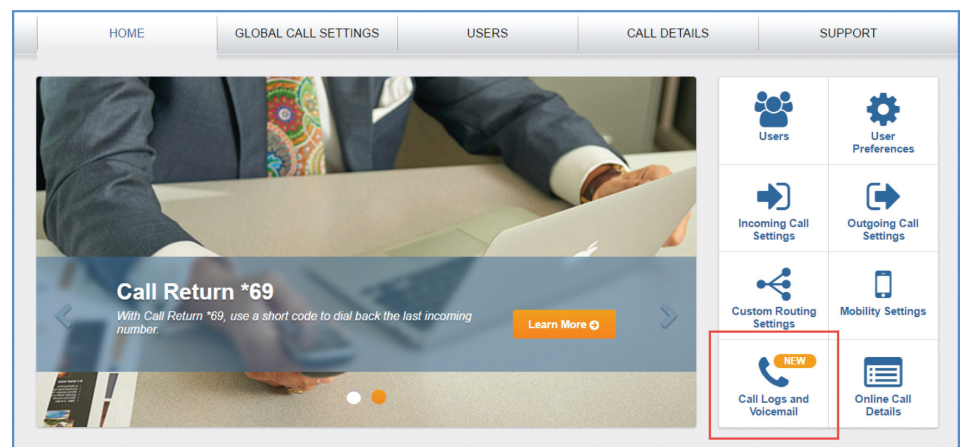 HOME
GLOBAL CALL SETTINGS
USERS
CALL DETAILS
SUPPORT
Call Return *69
With Call Return *69, use a short code to dial back the last incoming
number.
Learn More
Users
User
Preferences
Incoming Call
Settings
Outgoing Call
Settings
Custom Routing
Settings
Mobility Settings
NEW
Call Logs and
Voicemail
Online Call
Details